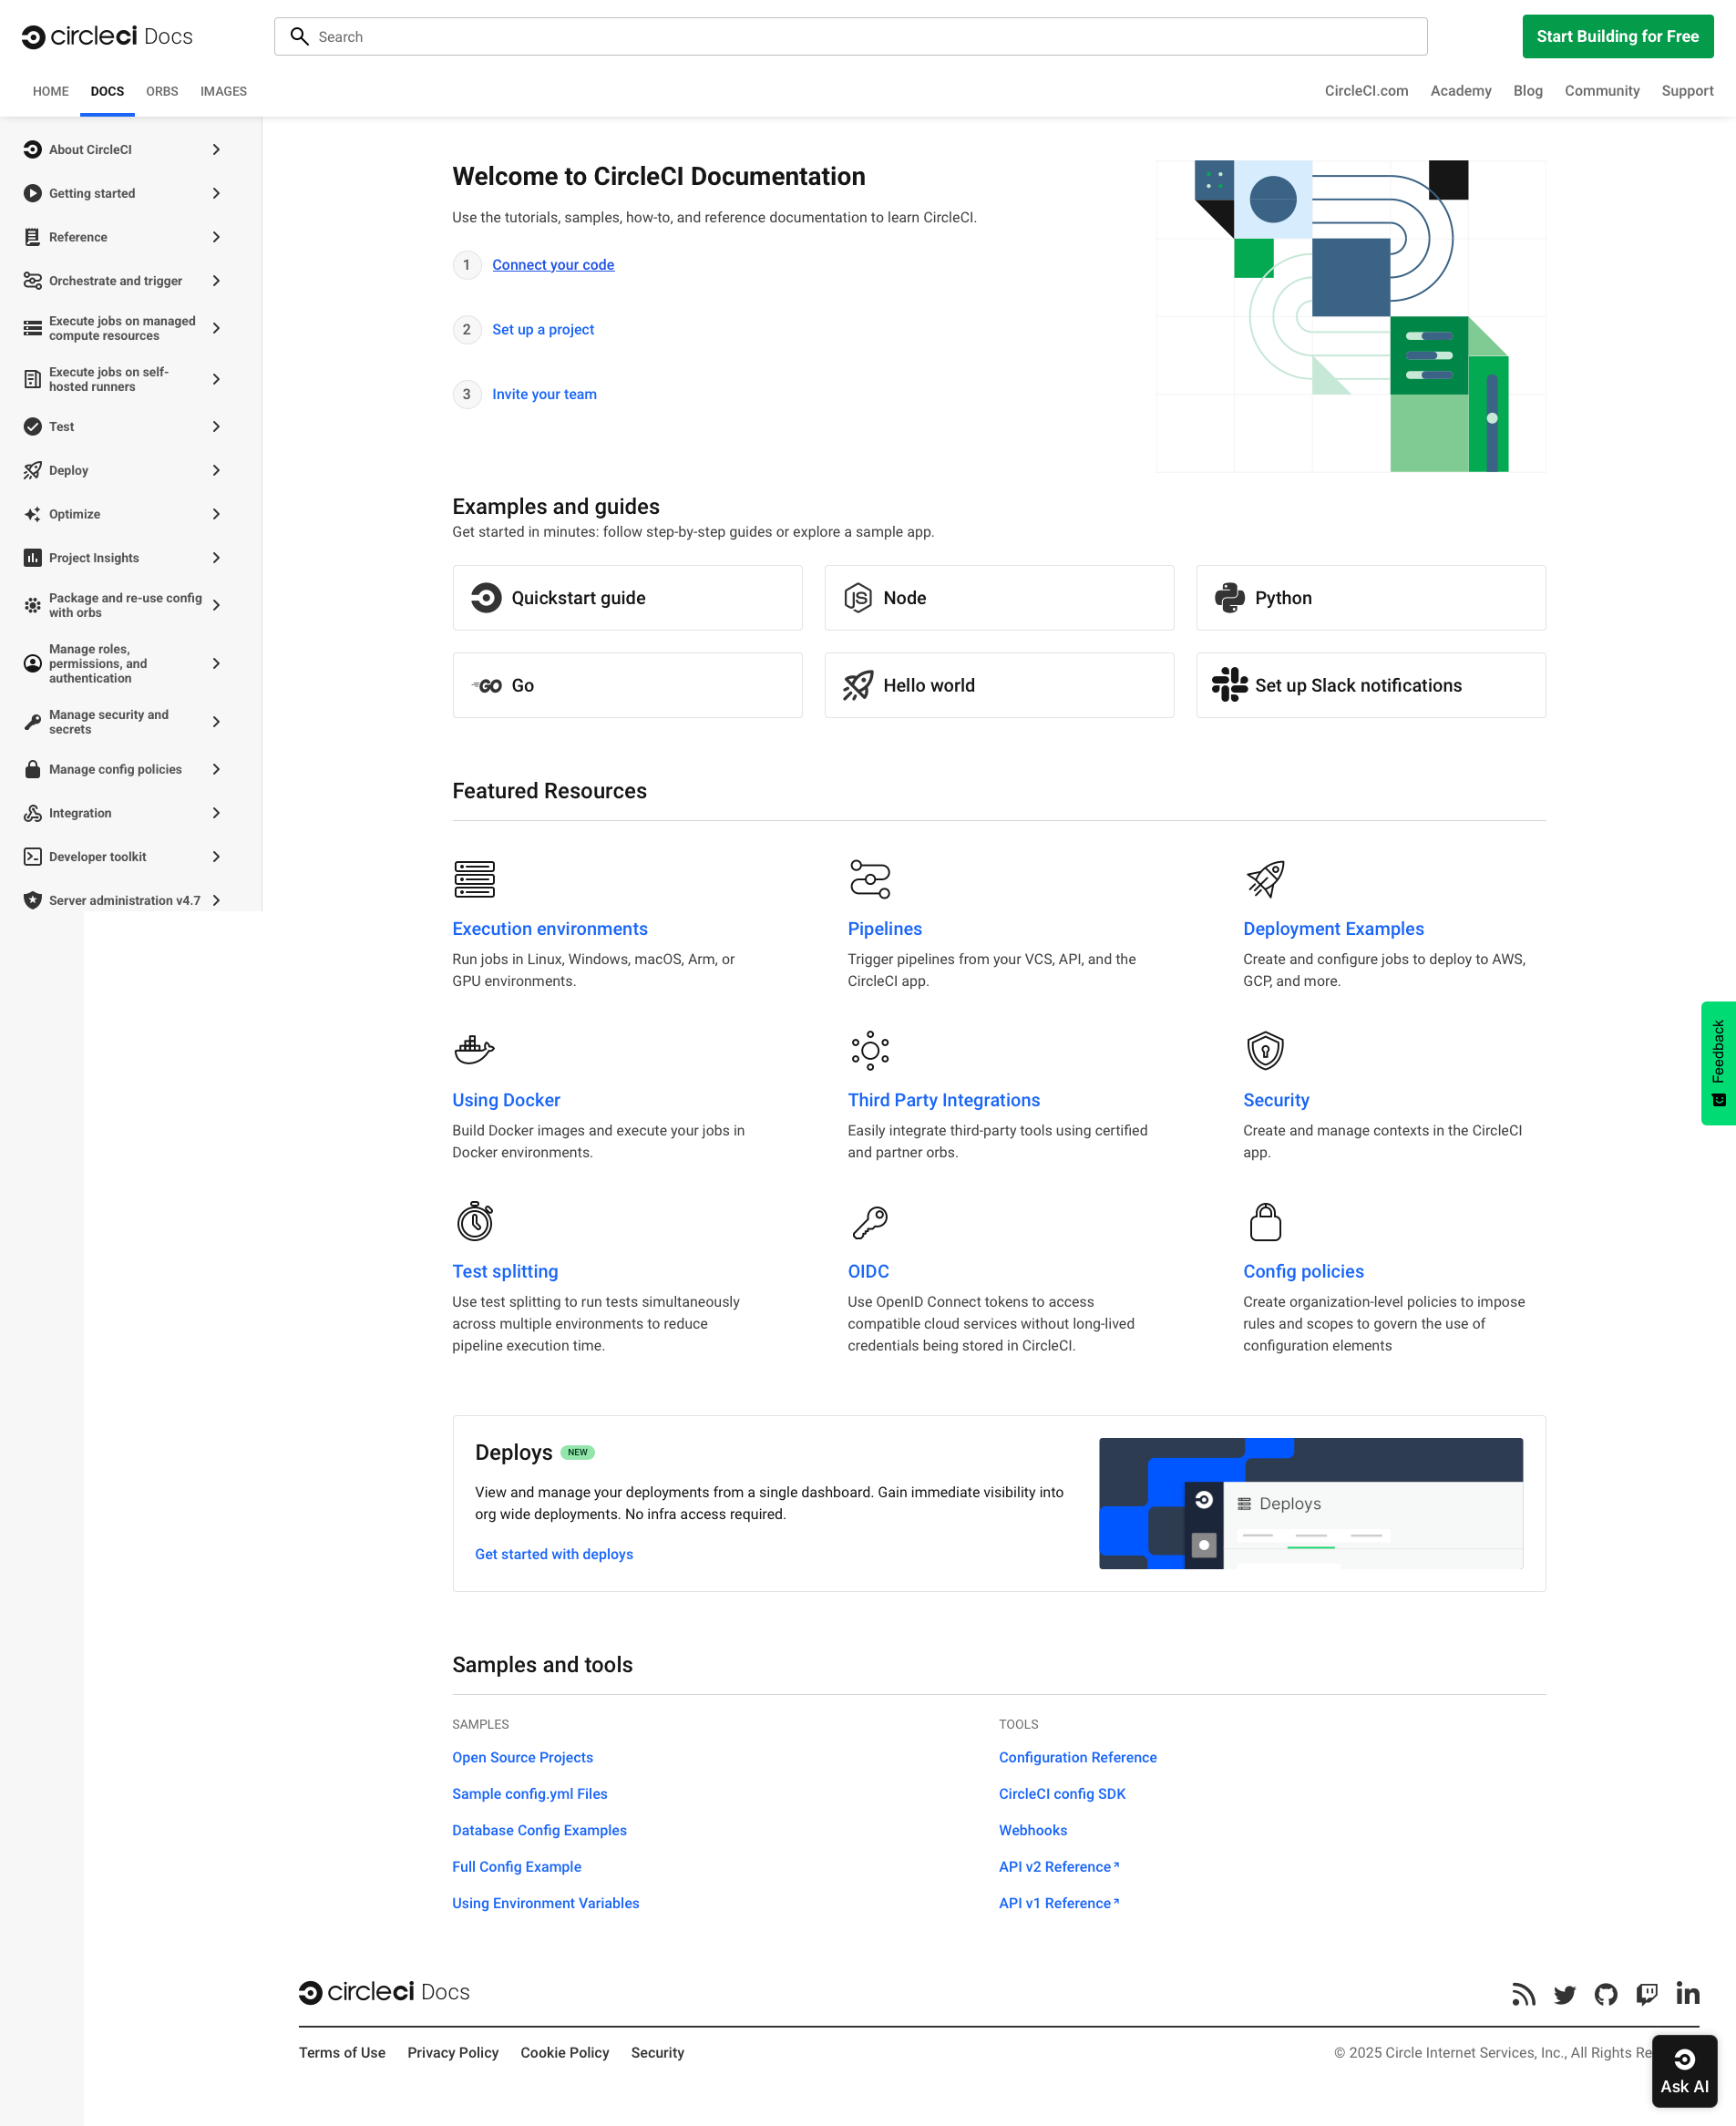 circleci Docs
Search
Start Building for Free
HOME DOCS ORBS IMAGES
CircleCI.com Academy Blog Community Support
About CircleCI
Getting started
Reference
Orchestrate and trigger
Execute jobs on managed
compute resources
Execute jobs on self-
hosted runners
Test
Deploy
Optimize
Project Insights
Package and re-use config
with orbs
Manage roles,
permissions, and
authentication
Manage security and
secrets
Manage config policies
Integration
Developer toolkit
Server administration v4.7
Welcome to CircleCI Documentation
Use the tutorials, samples, how-to, and reference documentation to learn CircleCI.
1 Connect your code
2 Set up a project
3 Invite your team
Examples and guides
Get started in minutes: follow step-by-step guides or explore a sample app.
Quickstart guide
JS Node
Python
GO Go
Hello world
Set up Slack notifications
Featured Resources
Execution environments
Run jobs in Linux, Windows, macOS, Arm, or
GPU environments.
Pipelines
Trigger pipelines from your VCS, API, and the
CircleCI app.
Deployment Examples
Create and configure jobs to deploy to AWS,
GCP, and more.
Using Docker
Build Docker images and execute your jobs in
Docker environments.
Third Party Integrations
Easily integrate third-party tools using certified
and partner orbs.
Security
Create and manage contexts in the CircleCI
app.
Test splitting
Use test splitting to run tests simultaneously
across multiple environments to reduce
pipeline execution time.
OIDC
Use OpenID Connect tokens to access
compatible cloud services without long-lived
credentials being stored in CircleCI.
Config policies
Create organization-level policies to impose
rules and scopes to govern the use of
configuration elements
Feedback
Deploys NEW
View and manage your deployments from a single dashboard. Gain immediate visibility into
org wide deployments. No infra access required.
Get started with deploys
Deploys
Samples and tools
SAMPLES
Open Source Projects
Sample config.yml Files
Database Config Examples
Full Config Example
Using Environment Variables
TOOLS
Configuration Reference
CircleCI config SDK
Webhooks
API v2 Reference
API v1 Reference
circleci Docs
in
Terms of Use Privacy Policy Cookie Policy Security
© 2025 Circle Internet Services, Inc., All Rights Re
Ask AI